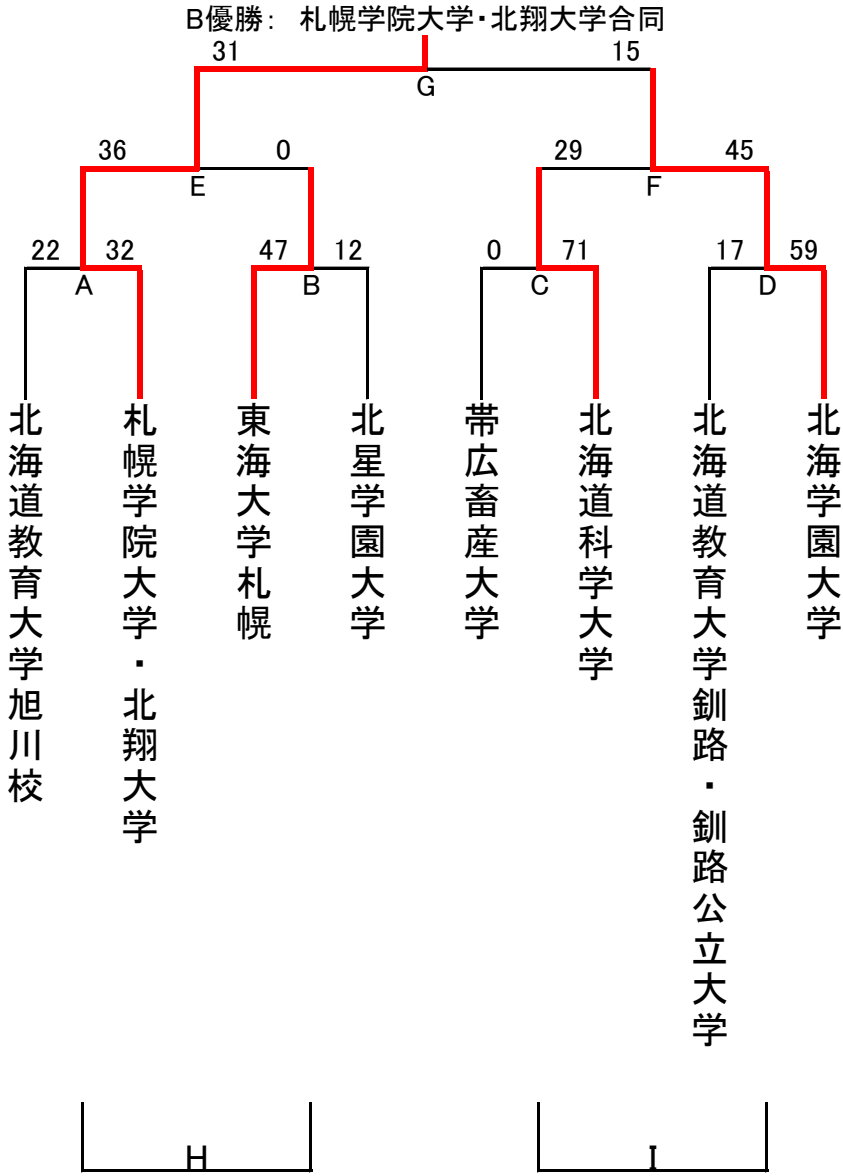 B優勝： 札幌学院大学・北翔大学合同
31
15
G
36
0
29
45
E
F
22
32
47
12
0
71
17
59
A
B
C
D
北海道教育大学旭川校
札幌学院大学・北翔大学
東海大学札幌
北星学園大学
帯広畜産大学
北海道科学大学
北海道教育大学釧路・釧路公立大学
北海学園大学
H
I